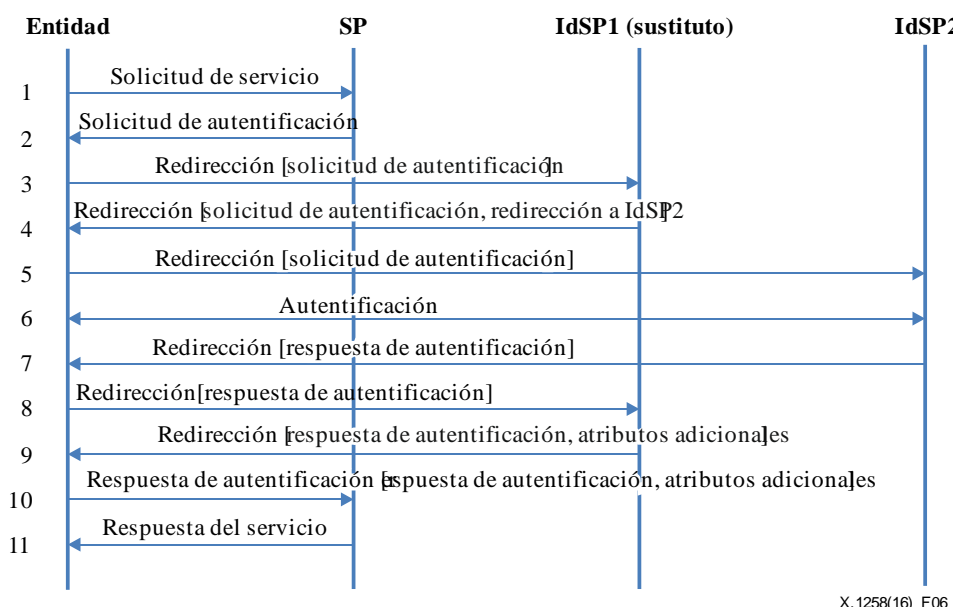 Entidad SP IdSP1 (sustituto) IdSP2
1 Solicitud de servicio
2 Solicitud de autentificación
3 Redirección [solicitud de autentificación]
4 Redirección [solicitud de autentificación, redirección a IdSP2]
5 Redirección [solicitud de autentificación]
6 Autentificación
7 Redirección [respuesta de autentificación]
8 Redirección[respuesta de autentificación]
9 Redirección [respuesta de autentificación, atributos adicionales]
10 Respuesta de autentificación [respuesta de autentificación, atributos adicionales]
11 Respuesta del servicio
X.1258(16)_F06